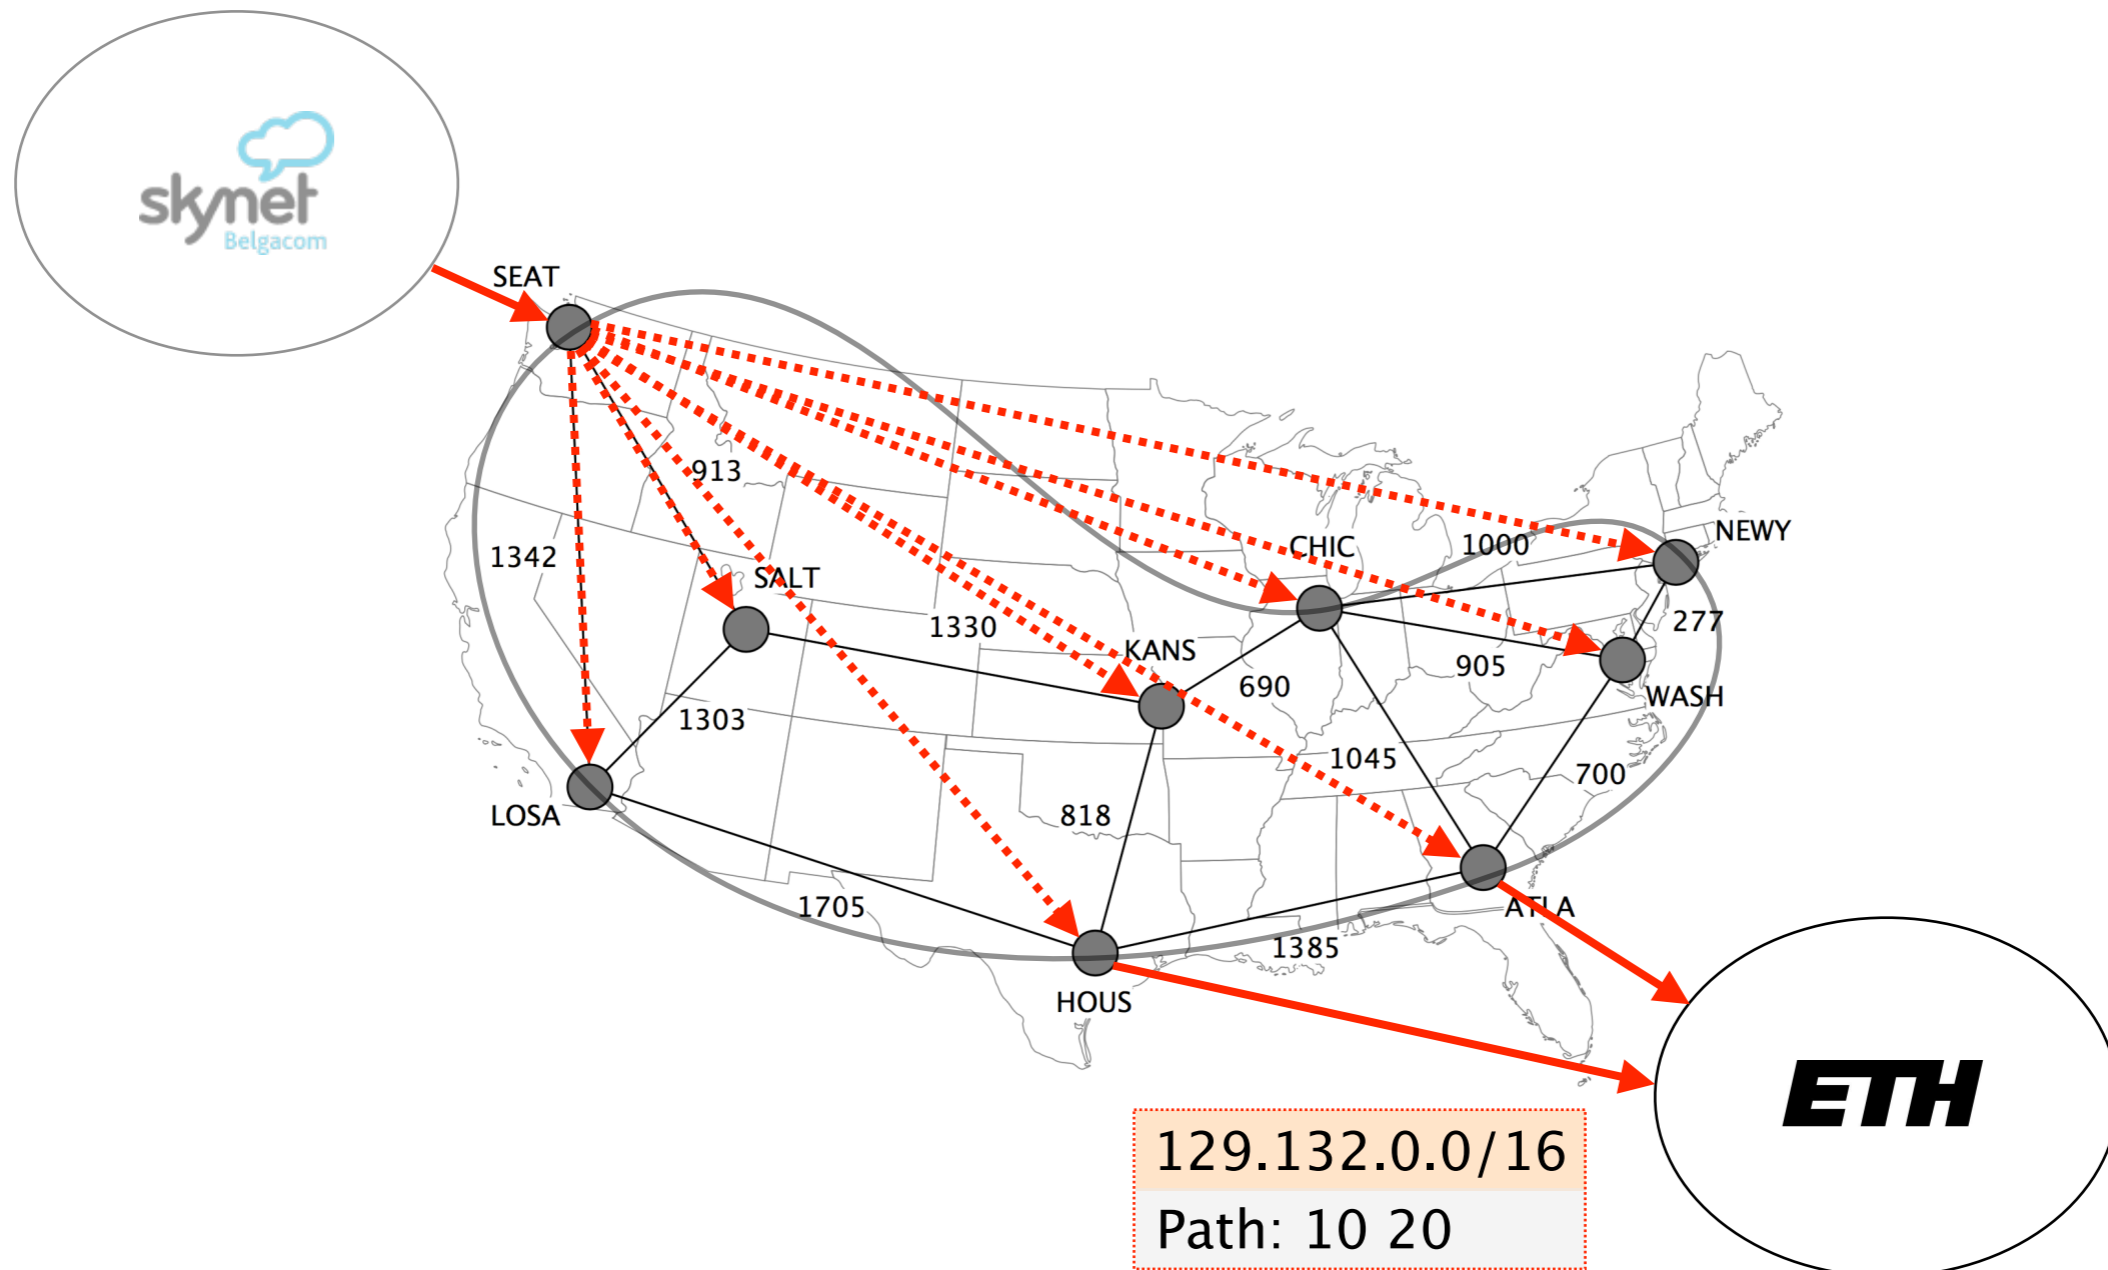 skynet
Belgacom
SEAT
913
1342
SALT
CHIC
1000
NEWY
277
1330
KANS
690
905
WASH
1303
1045
700
LOSA
818
1705
ATLA
1385
HOUS
ETH
129.132.0.0/16
Path: 10 20